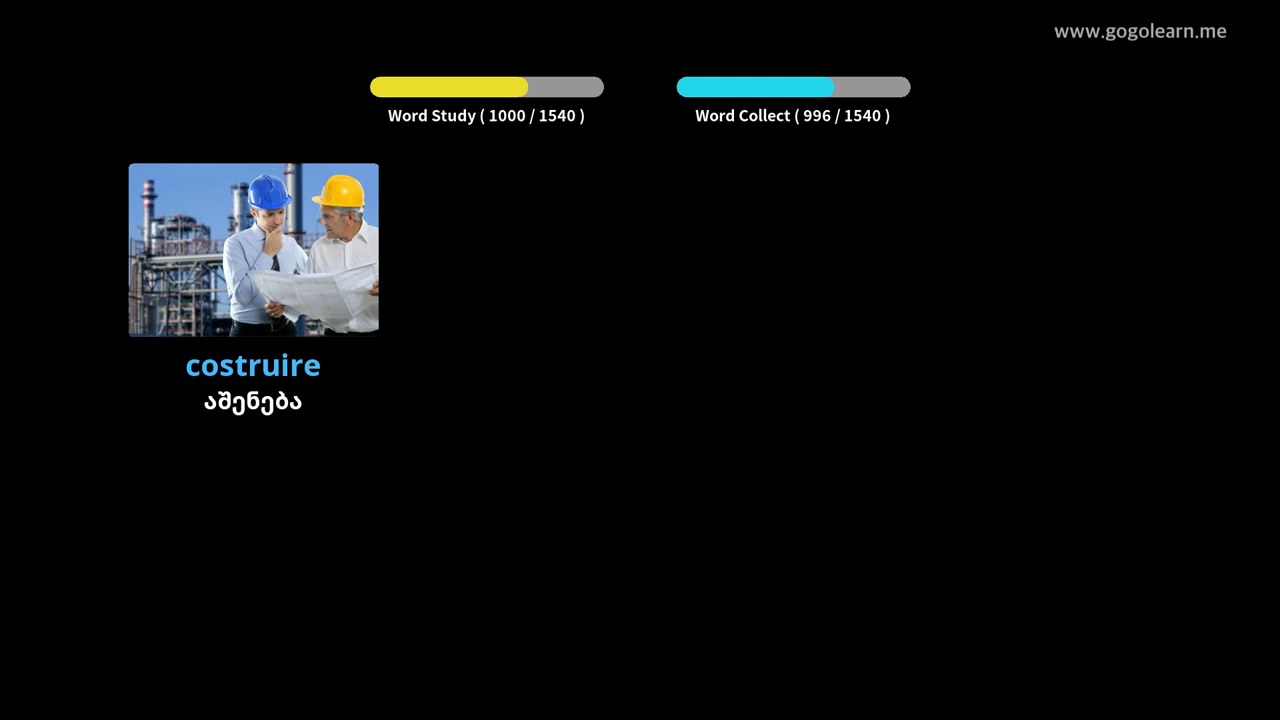 www.gogolearn.me
Word Study ( 1000 / 1540 )
Word Collect ( 996 / 1540 )
costruire
აშენება